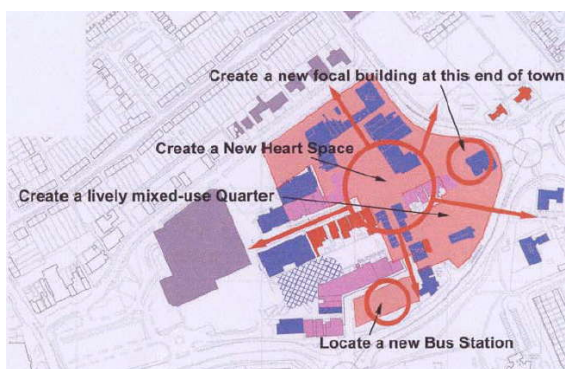 Create a new focal building at this end of town
Create a New Heart Space
Create a lively mixed-use Quarter
Locate a new Bus Station